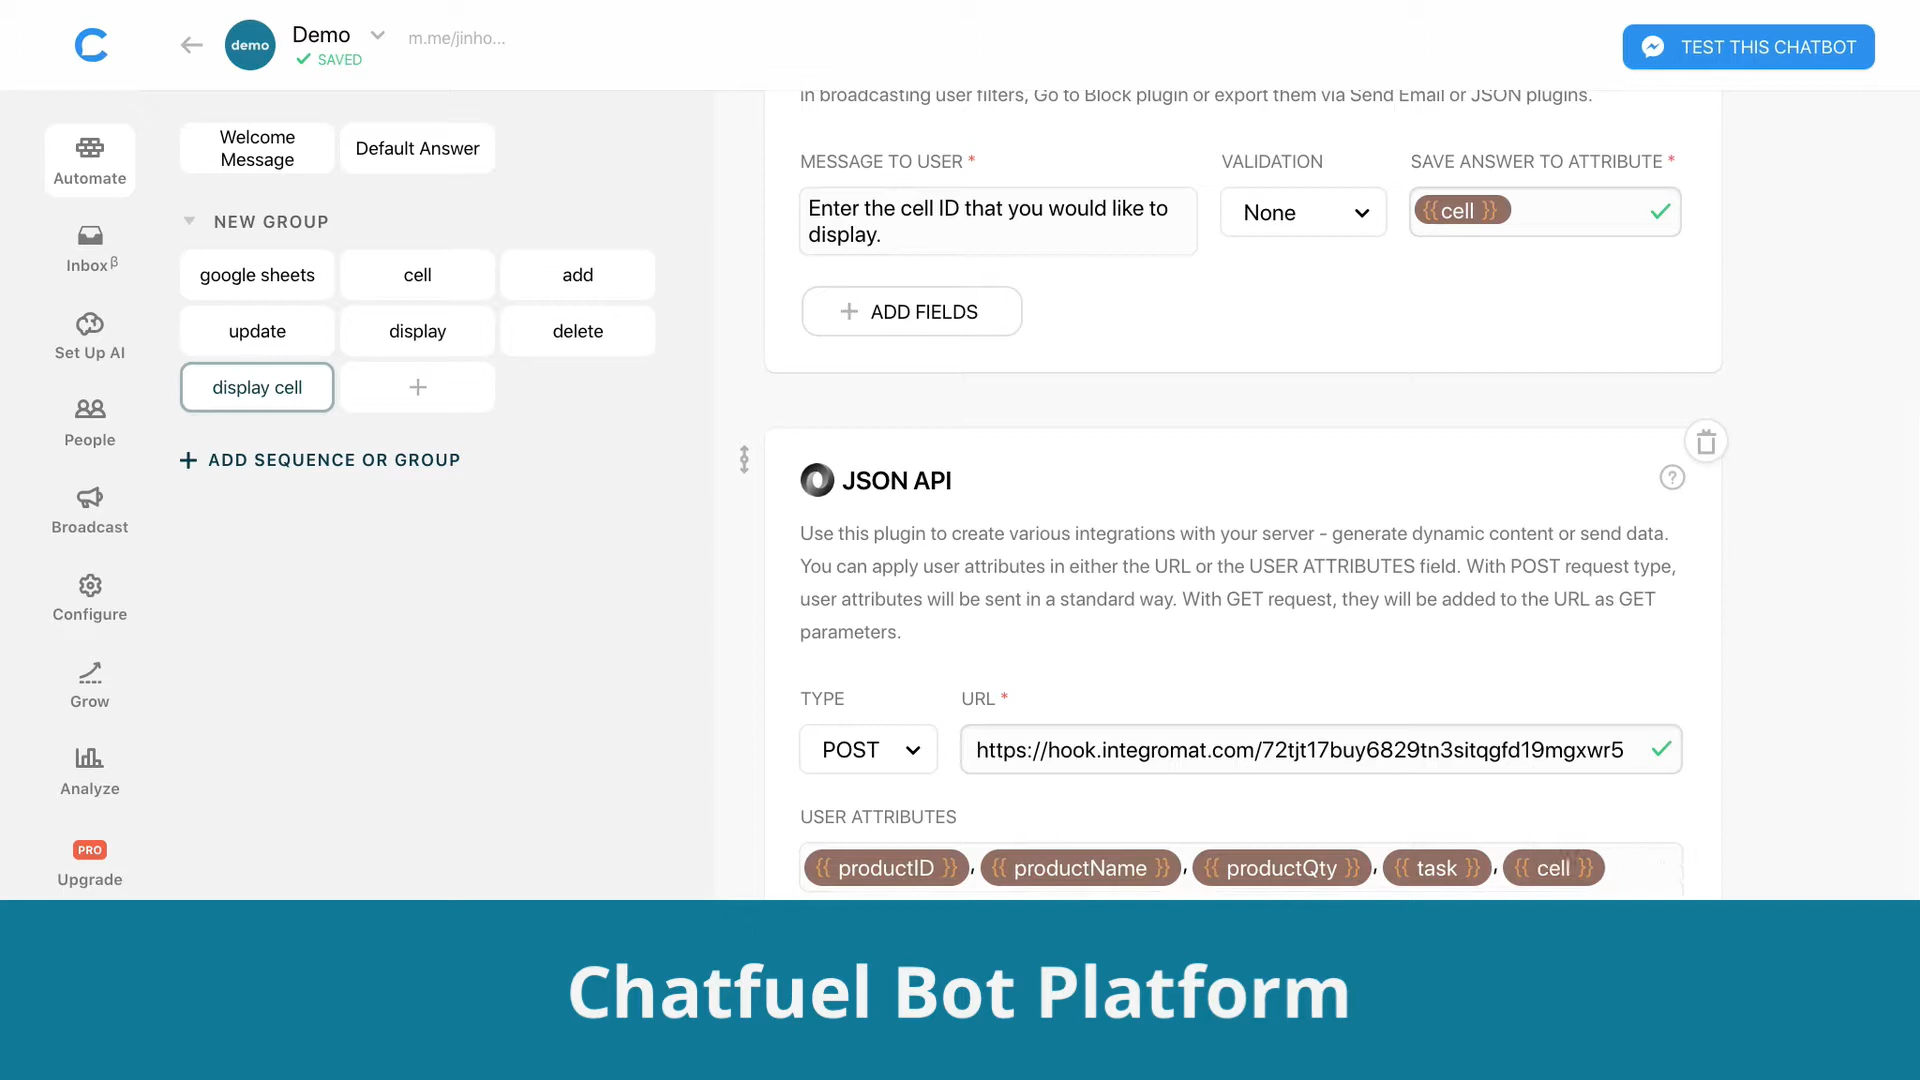 demo
Demo
m.me/jinho...
SAVED
TEST THIS CHATBOT
Automate
Inboxβ
Set Up AI
People
Broadcast
Configure
Grow
Analyze
PRO
Upgrade
Welcome
Message
Default Answer
NEW GROUP
google sheets
cell
add
update
display
delete
display cell
+
+ ADD SEQUENCE OR GROUP
in broadcasting user filters, Go to Block plugin or export them via Send Email or JSON plugins.
MESSAGE TO USER *
VALIDATION
SAVE ANSWER TO ATTRIBUTE *
Enter the cell ID that you would like to
display.
None
{{cell }}
+ ADD FIELDS
JSON API
?
Use this plugin to create various integrations with your server - generate dynamic content or send data.
You can apply user attributes in either the URL or the USER ATTRIBUTES field. With POST request type,
user attributes will be sent in a standard way. With GET request, they will be added to the URL as GET
parameters.
TYPE
URL *
POST
https://hook.integromat.com/72tjt17buy6829tn3sitqgfd19mgxwr5
USER ATTRIBUTES
{{ productID }}, {{ productName }}, {{ productQty }}, {{ task }}, {{ cell }}
Chatfuel Bot Platform